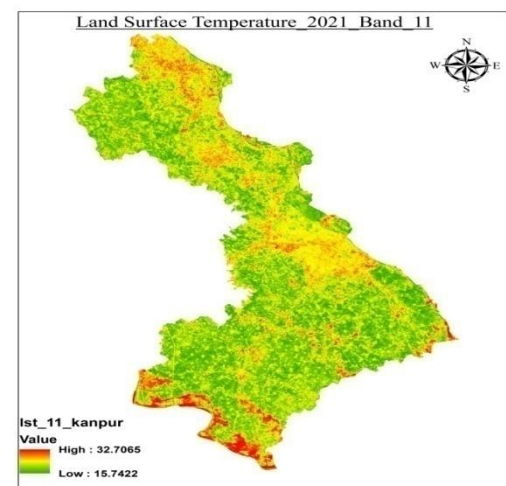 Land Surface Temperature_2021_Band_11
N
W
E
S
lst_11_kanpur
Value
High : 32.7065
Low : 15.7422